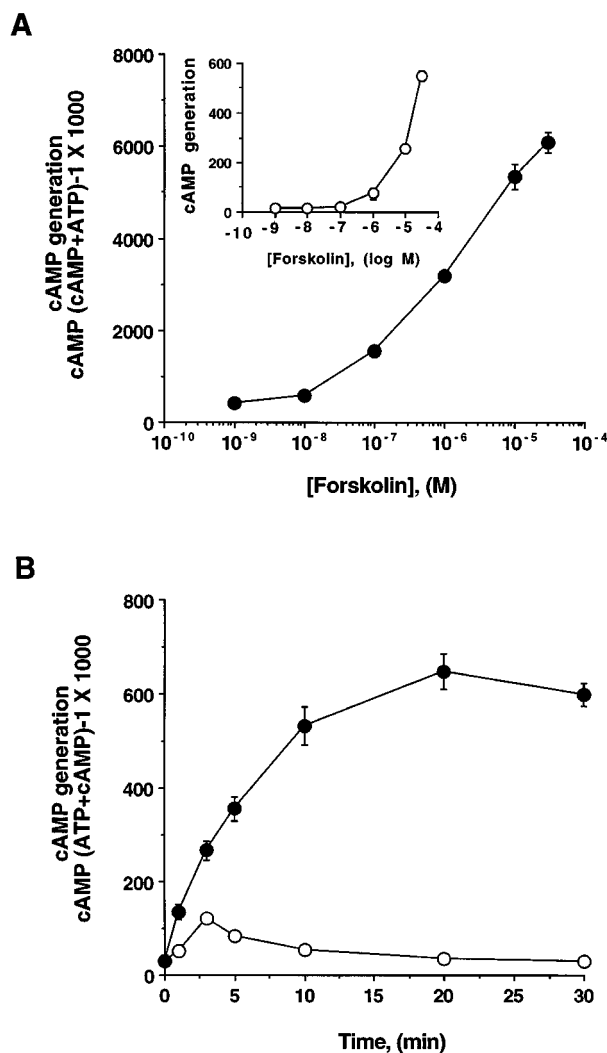 A
cAMP generation
cAMP (cAMP+ATP)-1 X 1000
8000
6000
4000
2000
0
10-10 10-9 10-8 10-7 10-6 10-5 10-4
[Forskolin], (M)
cAMP generation
600
400
200
0
-10 -9 -8 -7 -6 -5 -4
[Forskolin], (log M)
B
cAMP generation
cAMP (ATP+cAMP)-1 X 1000
800
600
400
200
0
0 5 10 15 20 25 30
Time, (min)